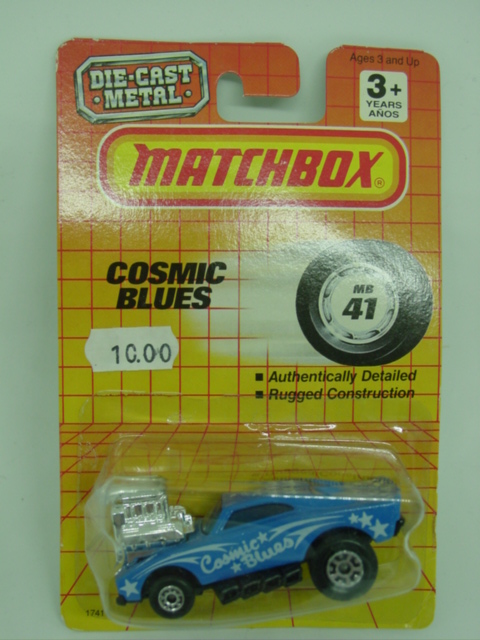 DIE-CAST
METAL
Ages 3 and Up
3+
YEARS
AÑOS
MATCHBOX®
COSMIC
BLUES
MB
41
10.00
■ Authentically Detailed
■ Rugged Construction
Cosmic
Blues
1741